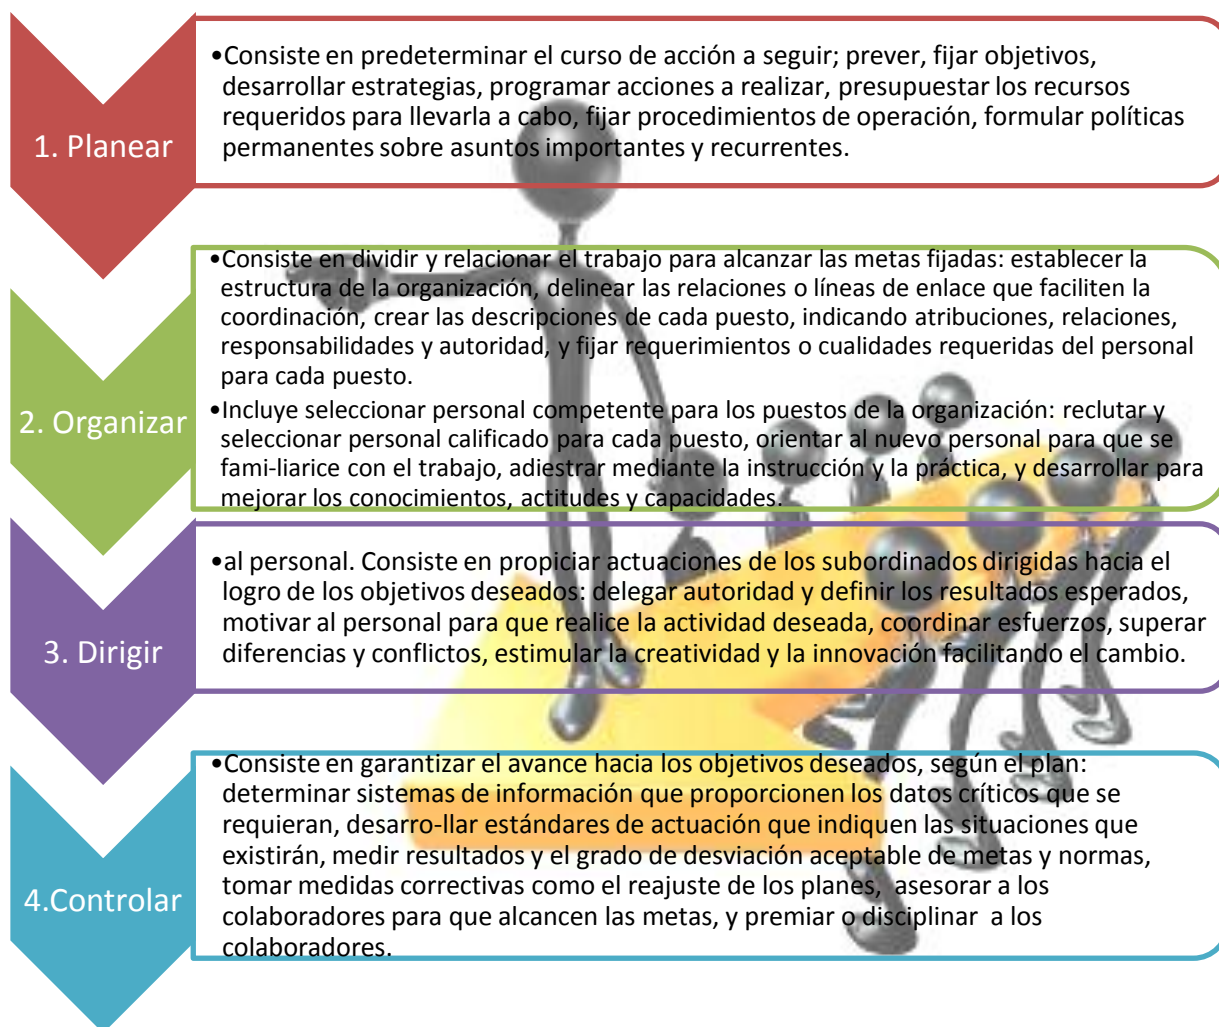 1. Planear
•Consiste en predeterminar el curso de acción a seguir; prever, fijar objetivos,
desarrollar estrategias, programar acciones a realizar, presupuestar los recursos
requeridos para llevarla a cabo, fijar procedimientos de operación, formular políticas
permanentes sobre asuntos importantes y recurrentes.
2. Organizar
•Consiste en dividir y relacionar el trabajo para alcanzar las metas fijadas: establecer la
estructura de la organización, delinear las relaciones o líneas de enlace que faciliten la
coordinación, crear las descripciones de cada puesto, indicando atribuciones, relaciones,
responsabilidades y autoridad, y fijar requerimientos o cualidades requeridas del personal
para cada puesto.
•Incluye seleccionar personal competente para los puestos de la organización: reclutar y
seleccionar personal calificado para cada puesto, orientar al nuevo personal para que se
fami-liarice con el trabajo, adiestrar mediante la instrucción y la práctica, y desarrollar para
mejorar los conocimientos, actitudes y capacidades.
3. Dirigir
•al personal. Consiste en propiciar actuaciones de los subordinados dirigidas hacia el
logro de los objetivos deseados: delegar autoridad y definir los resultados esperados,
motivar al personal para que realice la actividad deseada, coordinar esfuerzos, superar
diferencias y conflictos, estimular la creatividad y la innovación facilitando el cambio.
4.Controlar
•Consiste en garantizar el avance hacia los objetivos deseados, según el plan:
determinar sistemas de información que proporcionen los datos críticos que se
requieran, desarro-llar estándares de actuación que indiquen las situaciones que
existirán, medir resultados y el grado de desviación aceptable de metas y normas,
tomar medidas correctivas como el reajuste de los planes, asesorar a los
colaboradores para que alcancen las metas, y premiar o disciplinar a los
colaboradores.